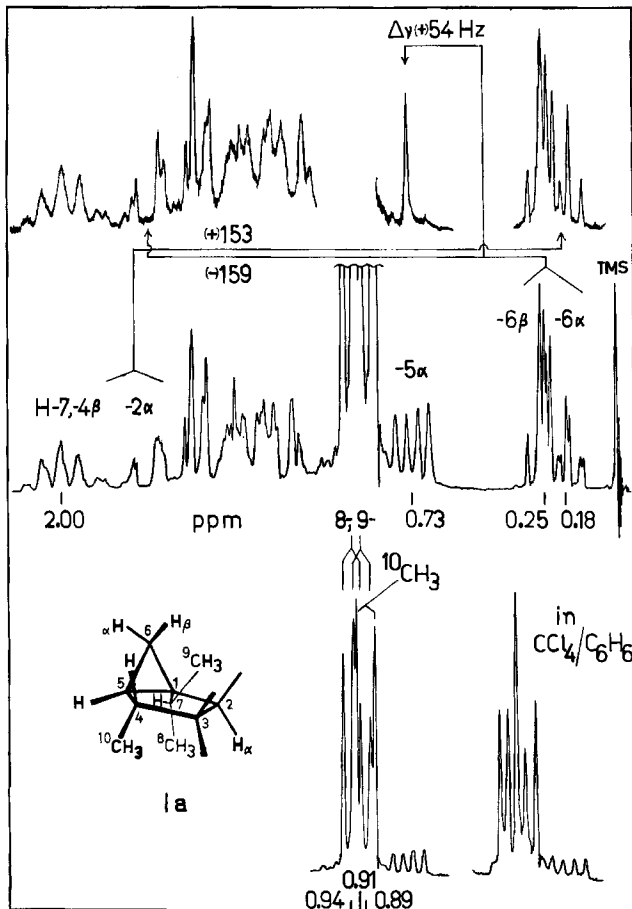 Δγ(+)54 Hz
(+)153
(-)159
TMS
-6β -6α
-5α
H-7,-4β -2α
2.00 ppm 8-, 9- 0.73 0.25 0.18
10CH3
in
CCl4/C6H6
α H 6 Hβ
9CH3
H 5 H 1 2
H 4 7 3
10CH3 8CH3 Hα
Ia
0.91
0.94 0.89